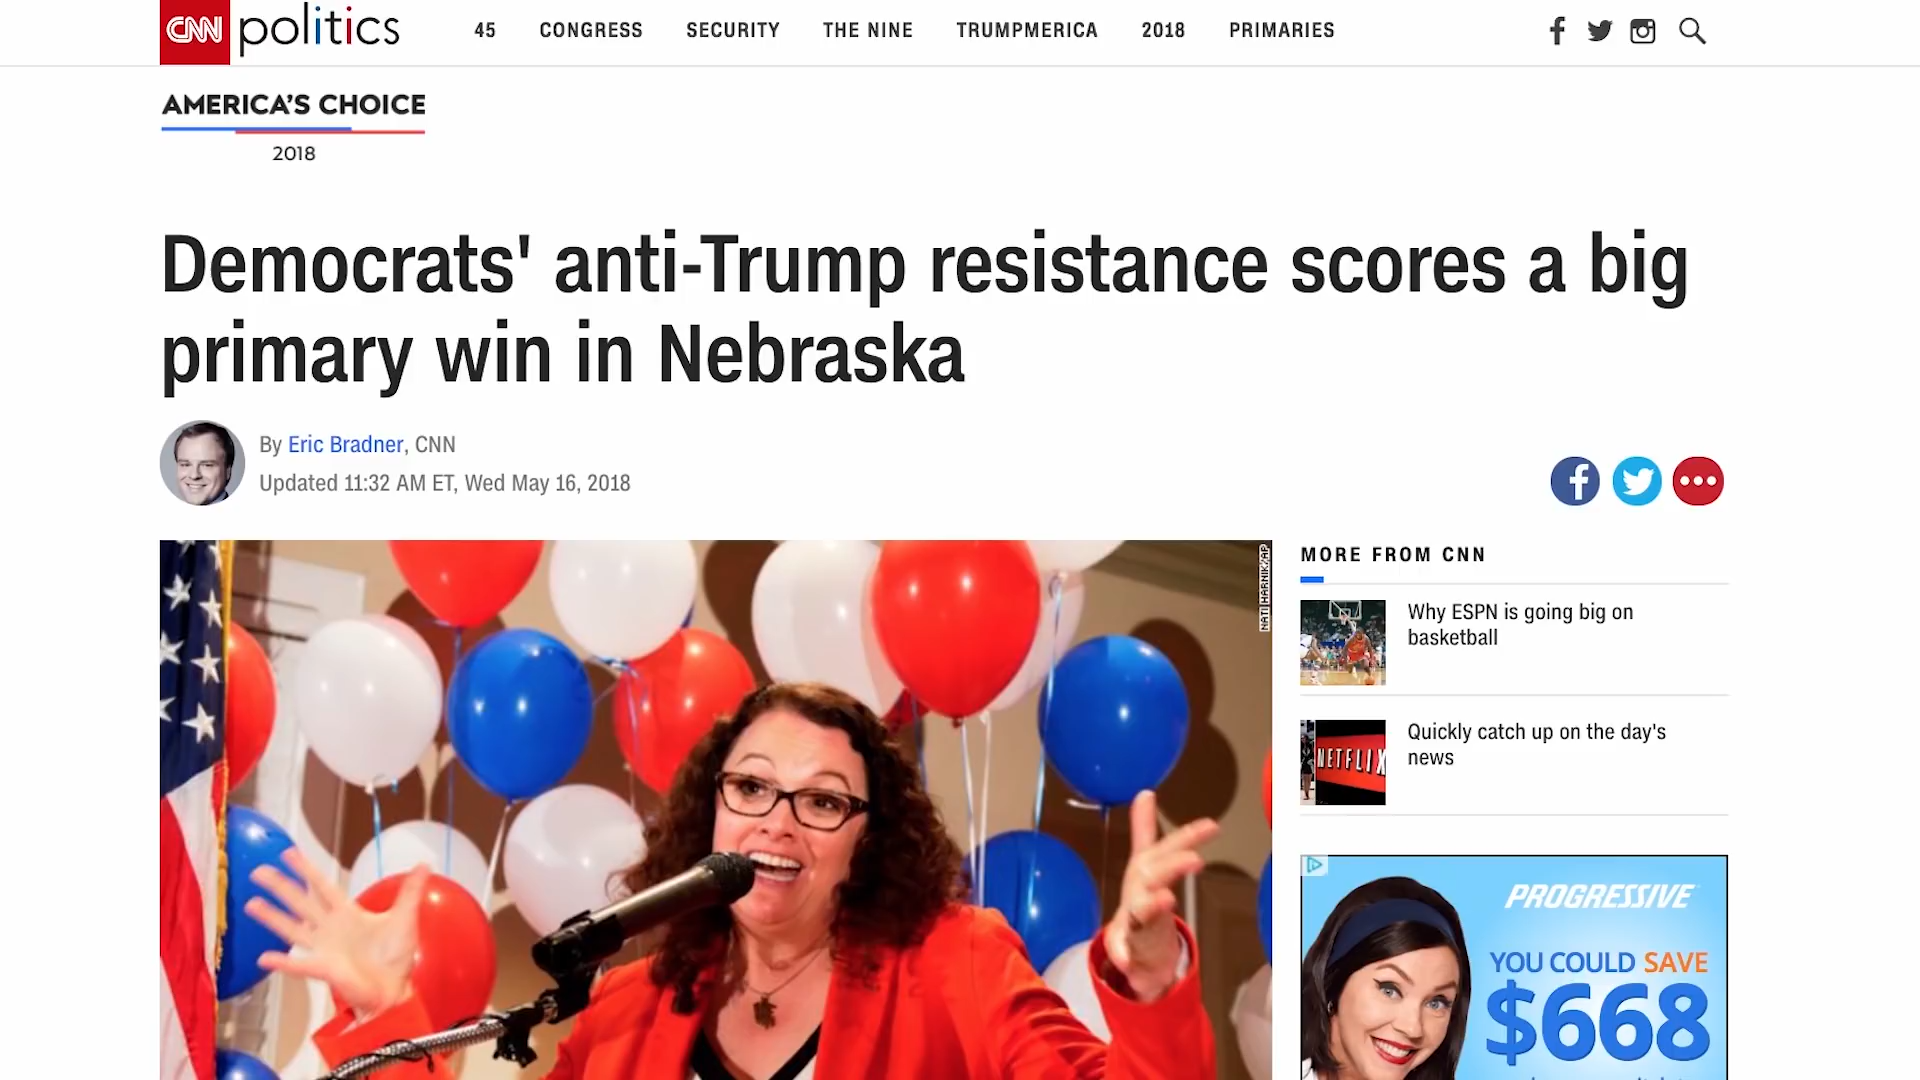 CNN politics
45 CONGRESS SECURITY THE NINE TRUMPMERICA 2018 PRIMARIES
AMERICA'S CHOICE
2018
Democrats' anti-Trump resistance scores a big
primary win in Nebraska
By Eric Bradner, CNN
Updated 11:32 AM ET, Wed May 16, 2018
NATI HARNIK/AP
MORE FROM CNN
Why ESPN is going big on
basketball
NETFLIX
Quickly catch up on the day's
news
PROGRESSIVE
YOU COULD SAVE
$668